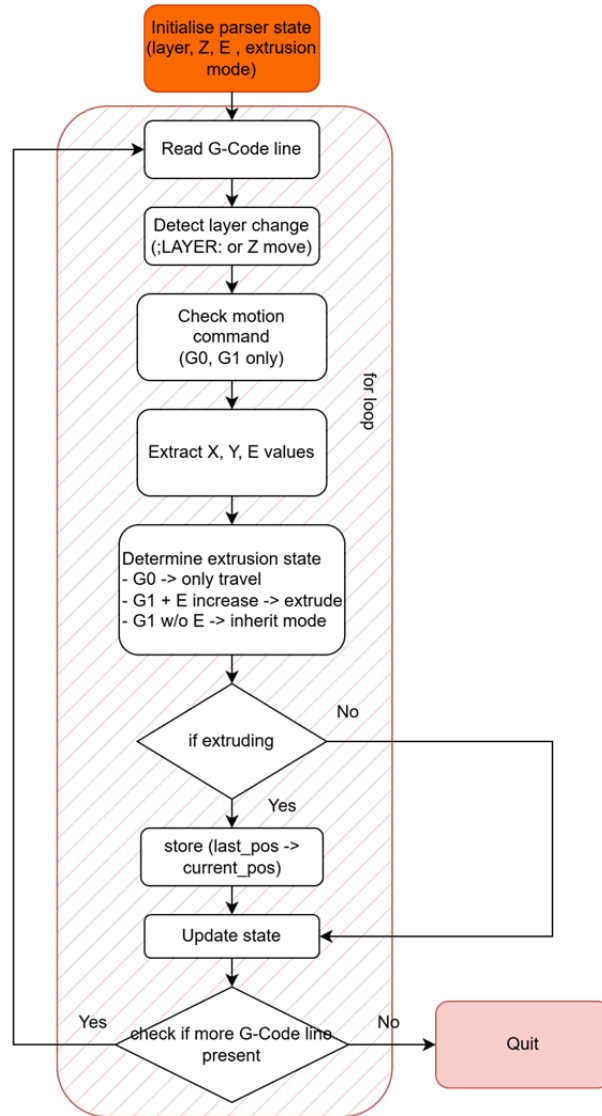 Initialise parser state
(layer, Z, E , extrusion
mode)
Read G-Code line
Detect layer change
(;LAYER: or Z move)
Check motion
command
(G0, G1 only)
for loop
Extract X, Y, E values
Determine extrusion state
- G0 -> only travel
- G1 + E increase -> extrude
- G1 w/o E -> inherit mode
No
if extruding
Yes
store (last_pos ->
current_pos)
Update state
Yes
check if more G-Code line
present
No
Quit